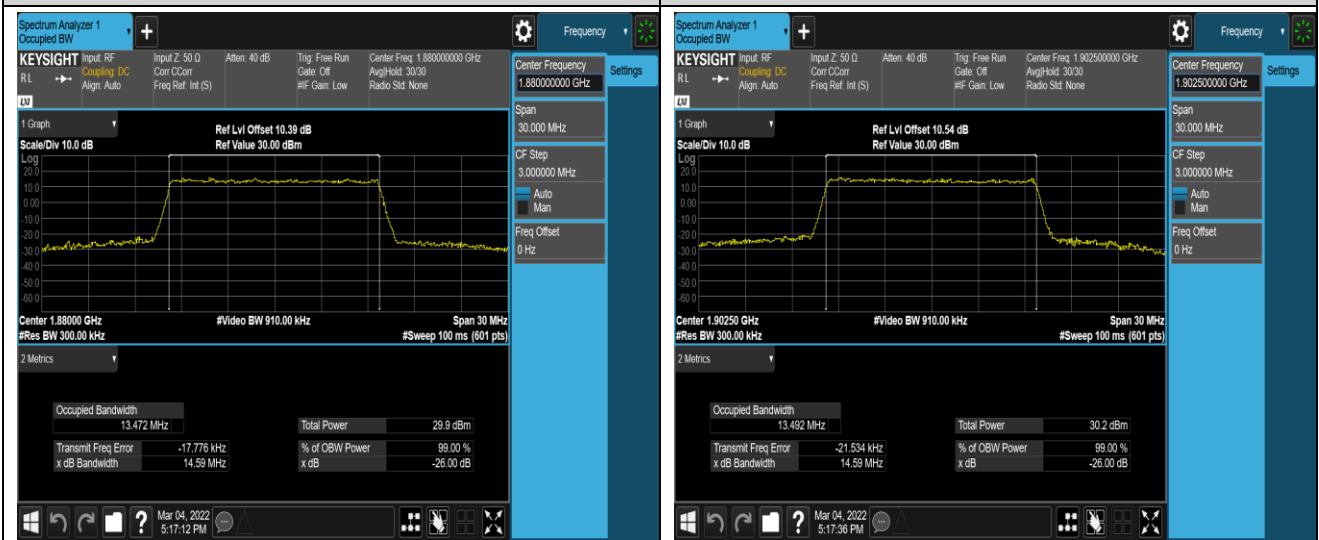 Spectrum Analyzer 1
Occupied BW
+
Frequency
KEYSIGHT
Input: RF
Coupling: DC
Align: Auto
Input Z: 50 Ω
Corr CCorr
Freq Ref: Int (S)
Atten: 40 dB
Trig: Free Run
Gate: Off
#IF Gain: Low
Center Freq: 1.880000000 GHz
Avg|Hold: 30/30
Radio Std: None
R L
LXI
Center Frequency
1.880000000 GHz
Settings
Span
30.000 MHz
CF Step
3.000000 MHz
Auto
Man
Freq Offset
0 Hz
1 Graph
Scale/Div 10.0 dB
Ref Lvl Offset 10.39 dB
Ref Value 30.00 dBm
Log
20.0
10.0
0.00
-10.0
-20.0
-30.0
-40.0
-50.0
-60.0
Center 1.88000 GHz
#Video BW 910.00 kHz
Span 30 MHz
#Res BW 300.00 kHz
#Sweep 100 ms (601 pts)
2 Metrics
Occupied Bandwidth
13.472 MHz
Total Power 29.9 dBm
Transmit Freq Error -17.776 kHz
% of OBW Power 99.00 %
x dB Bandwidth 14.59 MHz
x dB -26.00 dB
?
Mar 04, 2022
5:17:12 PM
Spectrum Analyzer 1
Occupied BW
+
Frequency
KEYSIGHT
Input: RF
Coupling: DC
Align: Auto
Input Z: 50 Ω
Corr CCorr
Freq Ref: Int (S)
Atten: 40 dB
Trig: Free Run
Gate: Off
#IF Gain: Low
Center Freq: 1.902500000 GHz
Avg|Hold: 30/30
Radio Std: None
R L
LXI
Center Frequency
1.902500000 GHz
Settings
Span
30.000 MHz
CF Step
3.000000 MHz
Auto
Man
Freq Offset
0 Hz
1 Graph
Scale/Div 10.0 dB
Ref Lvl Offset 10.54 dB
Ref Value 30.00 dBm
Log
20.0
10.0
0.00
-10.0
-20.0
-30.0
-40.0
-50.0
-60.0
Center 1.90250 GHz
#Video BW 910.00 kHz
Span 30 MHz
#Res BW 300.00 kHz
#Sweep 100 ms (601 pts)
2 Metrics
Occupied Bandwidth
13.492 MHz
Total Power 30.2 dBm
Transmit Freq Error -21.534 kHz
% of OBW Power 99.00 %
x dB Bandwidth 14.59 MHz
x dB -26.00 dB
?
Mar 04, 2022
5:17:36 PM